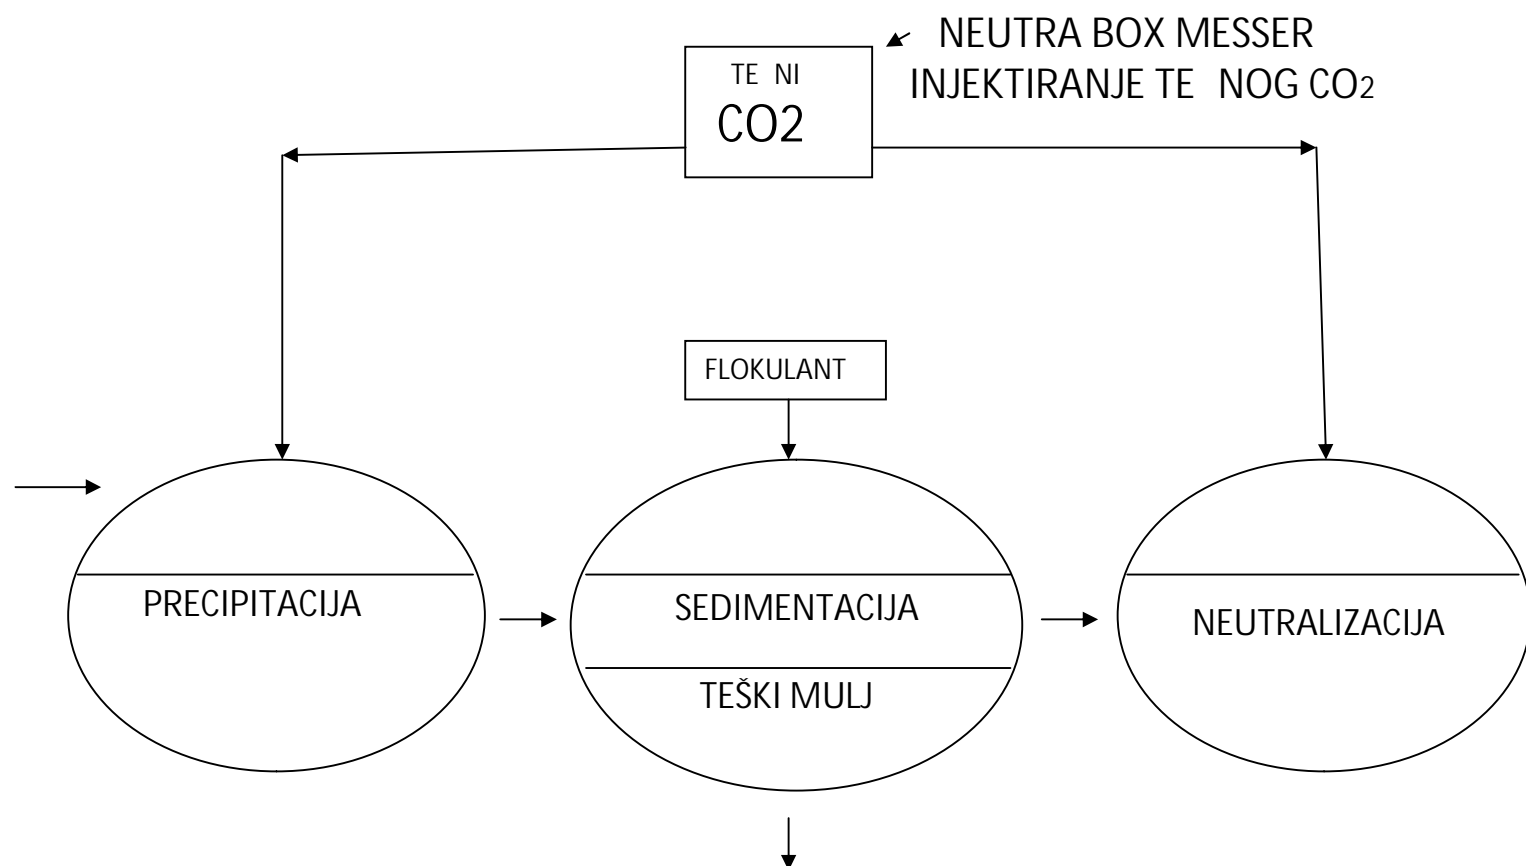 NEUTRA BOX MESSER
INJEKTIRANJE TE NOG CO2
TE NI
CO2
FLOKULANT
PRECIPITACIJA
SEDIMENTACIJA
NEUTRALIZACIJA
TEŠKI MULJ